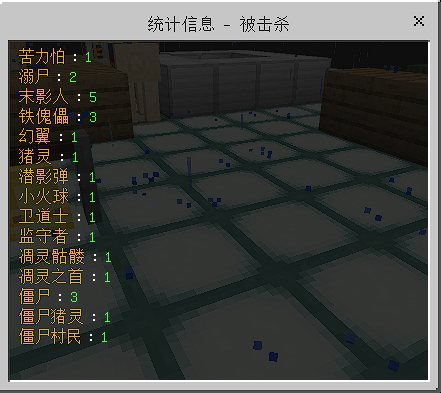 统计信息 - 被击杀
苦力怕：1
溺尸：2
末影人：5
铁傀儡：3
幻翼：1
猪灵：1
潜影弹：1
小火球：1
卫道士：1
监守者：1
凋灵骷髅：1
凋灵之首：1
僵尸：3
僵尸猪灵：1
僵尸村民：1